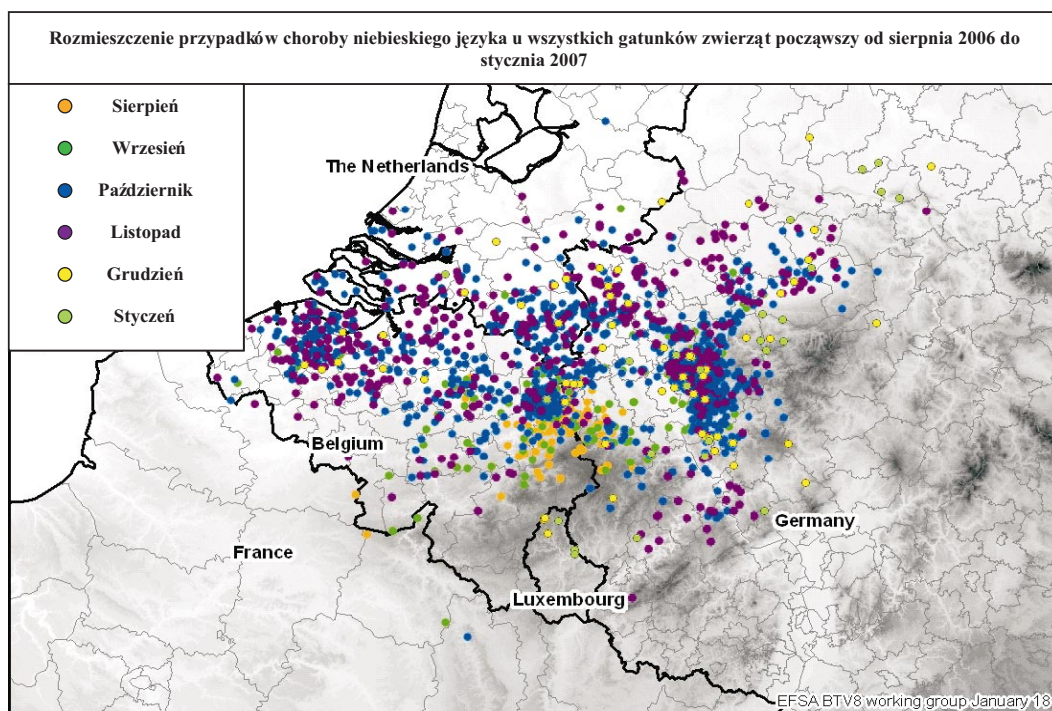 Rozmieszczenie przypadków choroby niebieskiego języka u wszystkich gatunków zwierząt począwszy od sierpnia 2006 do
stycznia 2007
Sierpień
Wrzesień
Październik
Listopad
Grudzień
Styczeń
The Netherlands
Belgium
Germany
France
Luxembourg
EFSA BTV8 working group January 18